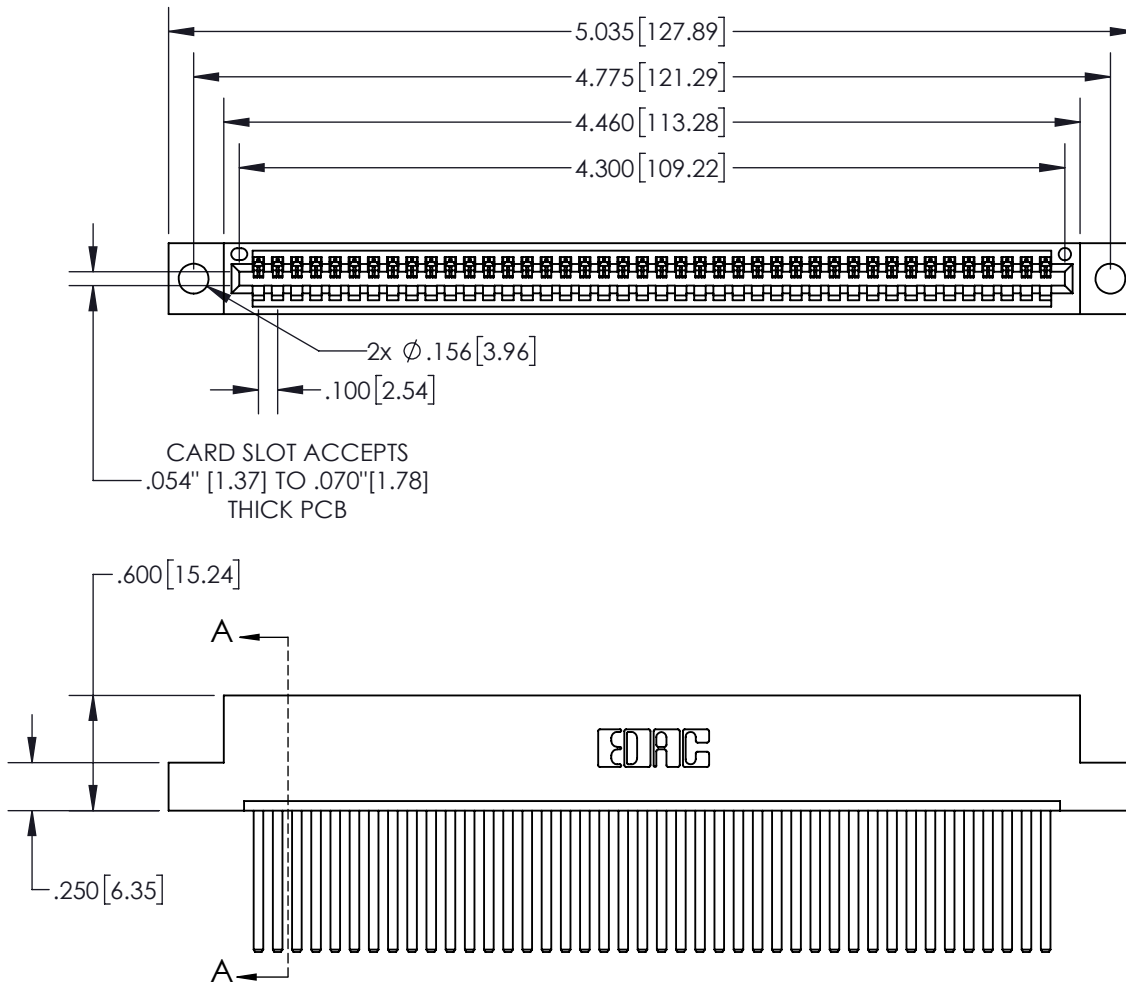 5.035[127.89]
4.775[121.29]
4.460[113.28]
4.300[109.22]
2x Ø .156[3.96]
.100[2.54]
CARD SLOT ACCEPTS
.054" [1.37] TO .070"[1.78]
THICK PCB
.600[15.24]
A
EDAC
.250[6.35]
A